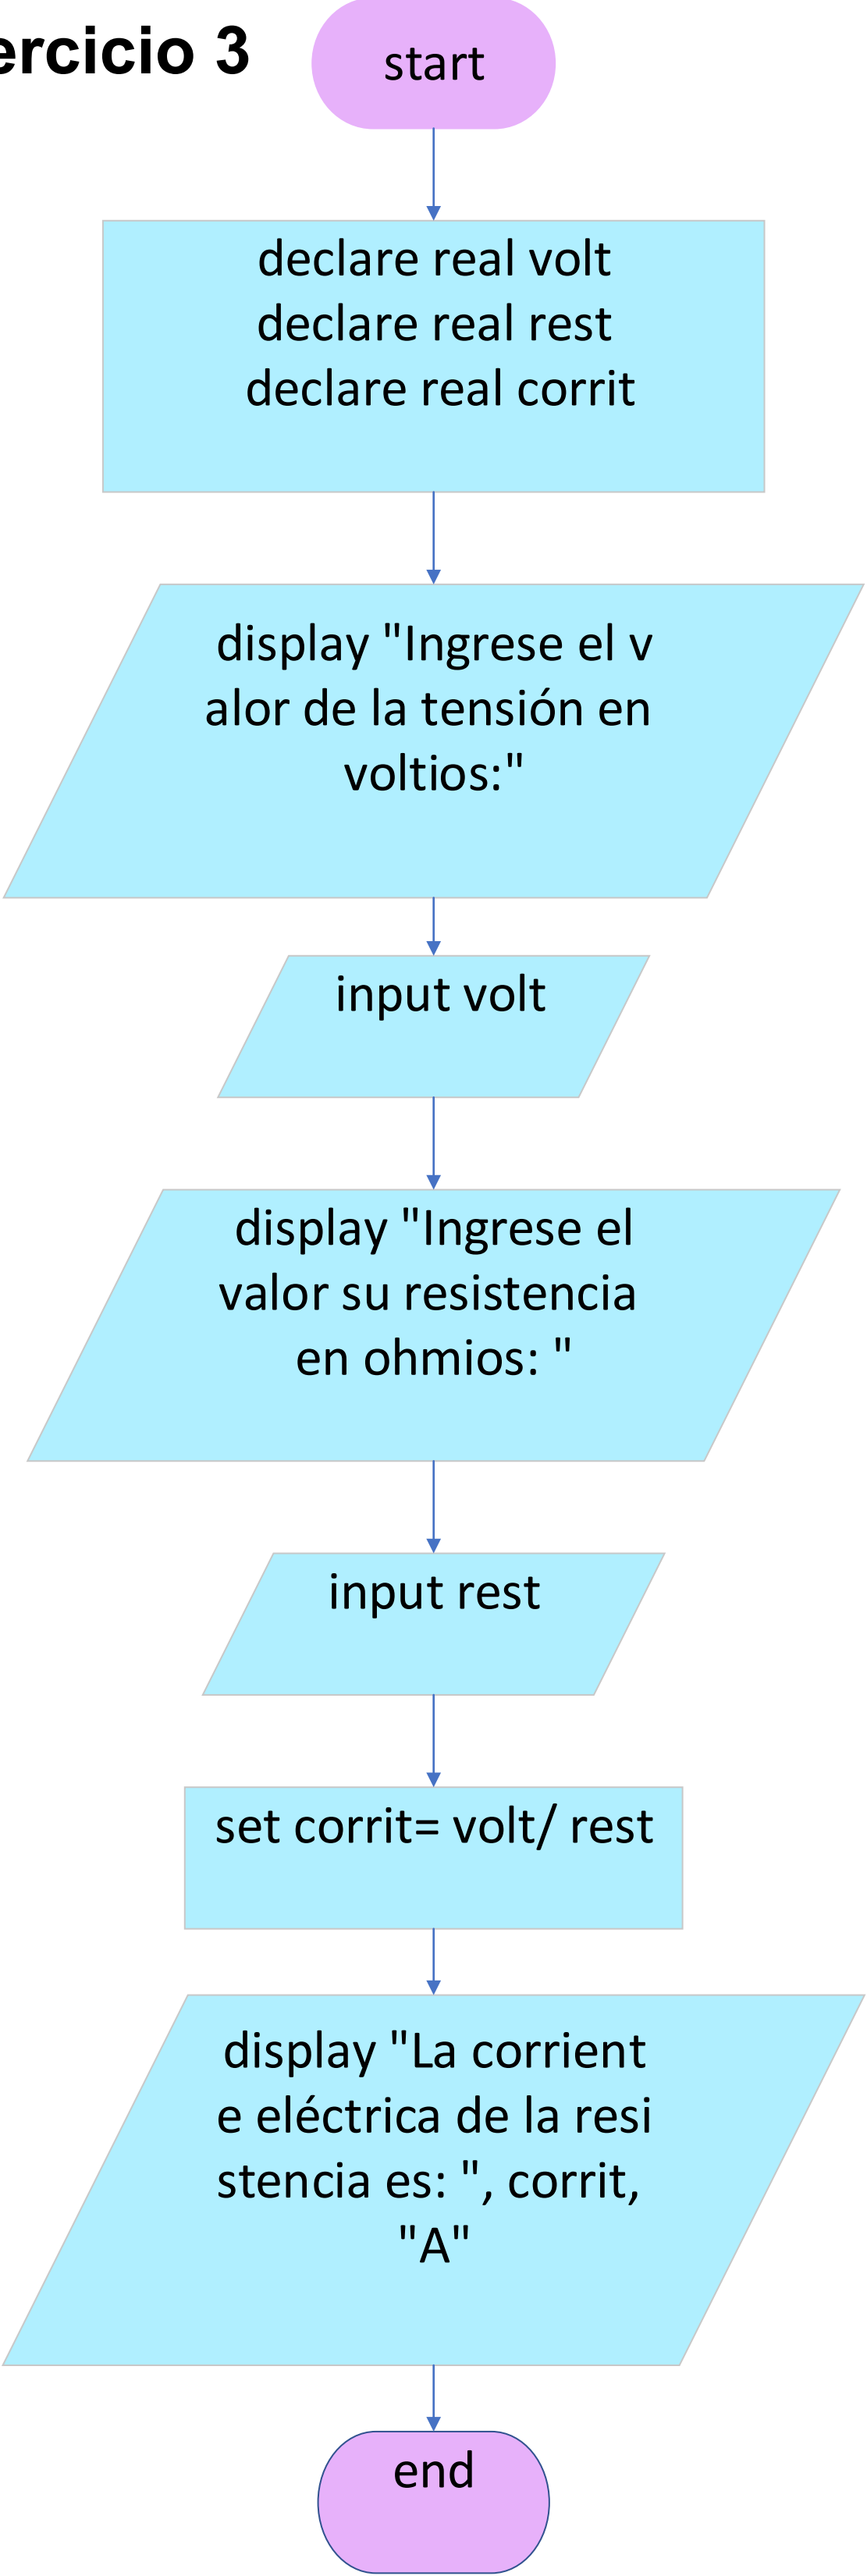 ercicio 3
start
declare real volt
declare real rest
declare real corrit
display "Ingrese el v
alor de la tensión en
voltios:"
input volt
display "Ingrese el
valor su resistencia
en ohmios: "
input rest
set corrit= volt/ rest
display "La corrient
e eléctrica de la resi
stencia es: ", corrit,
"A"
end